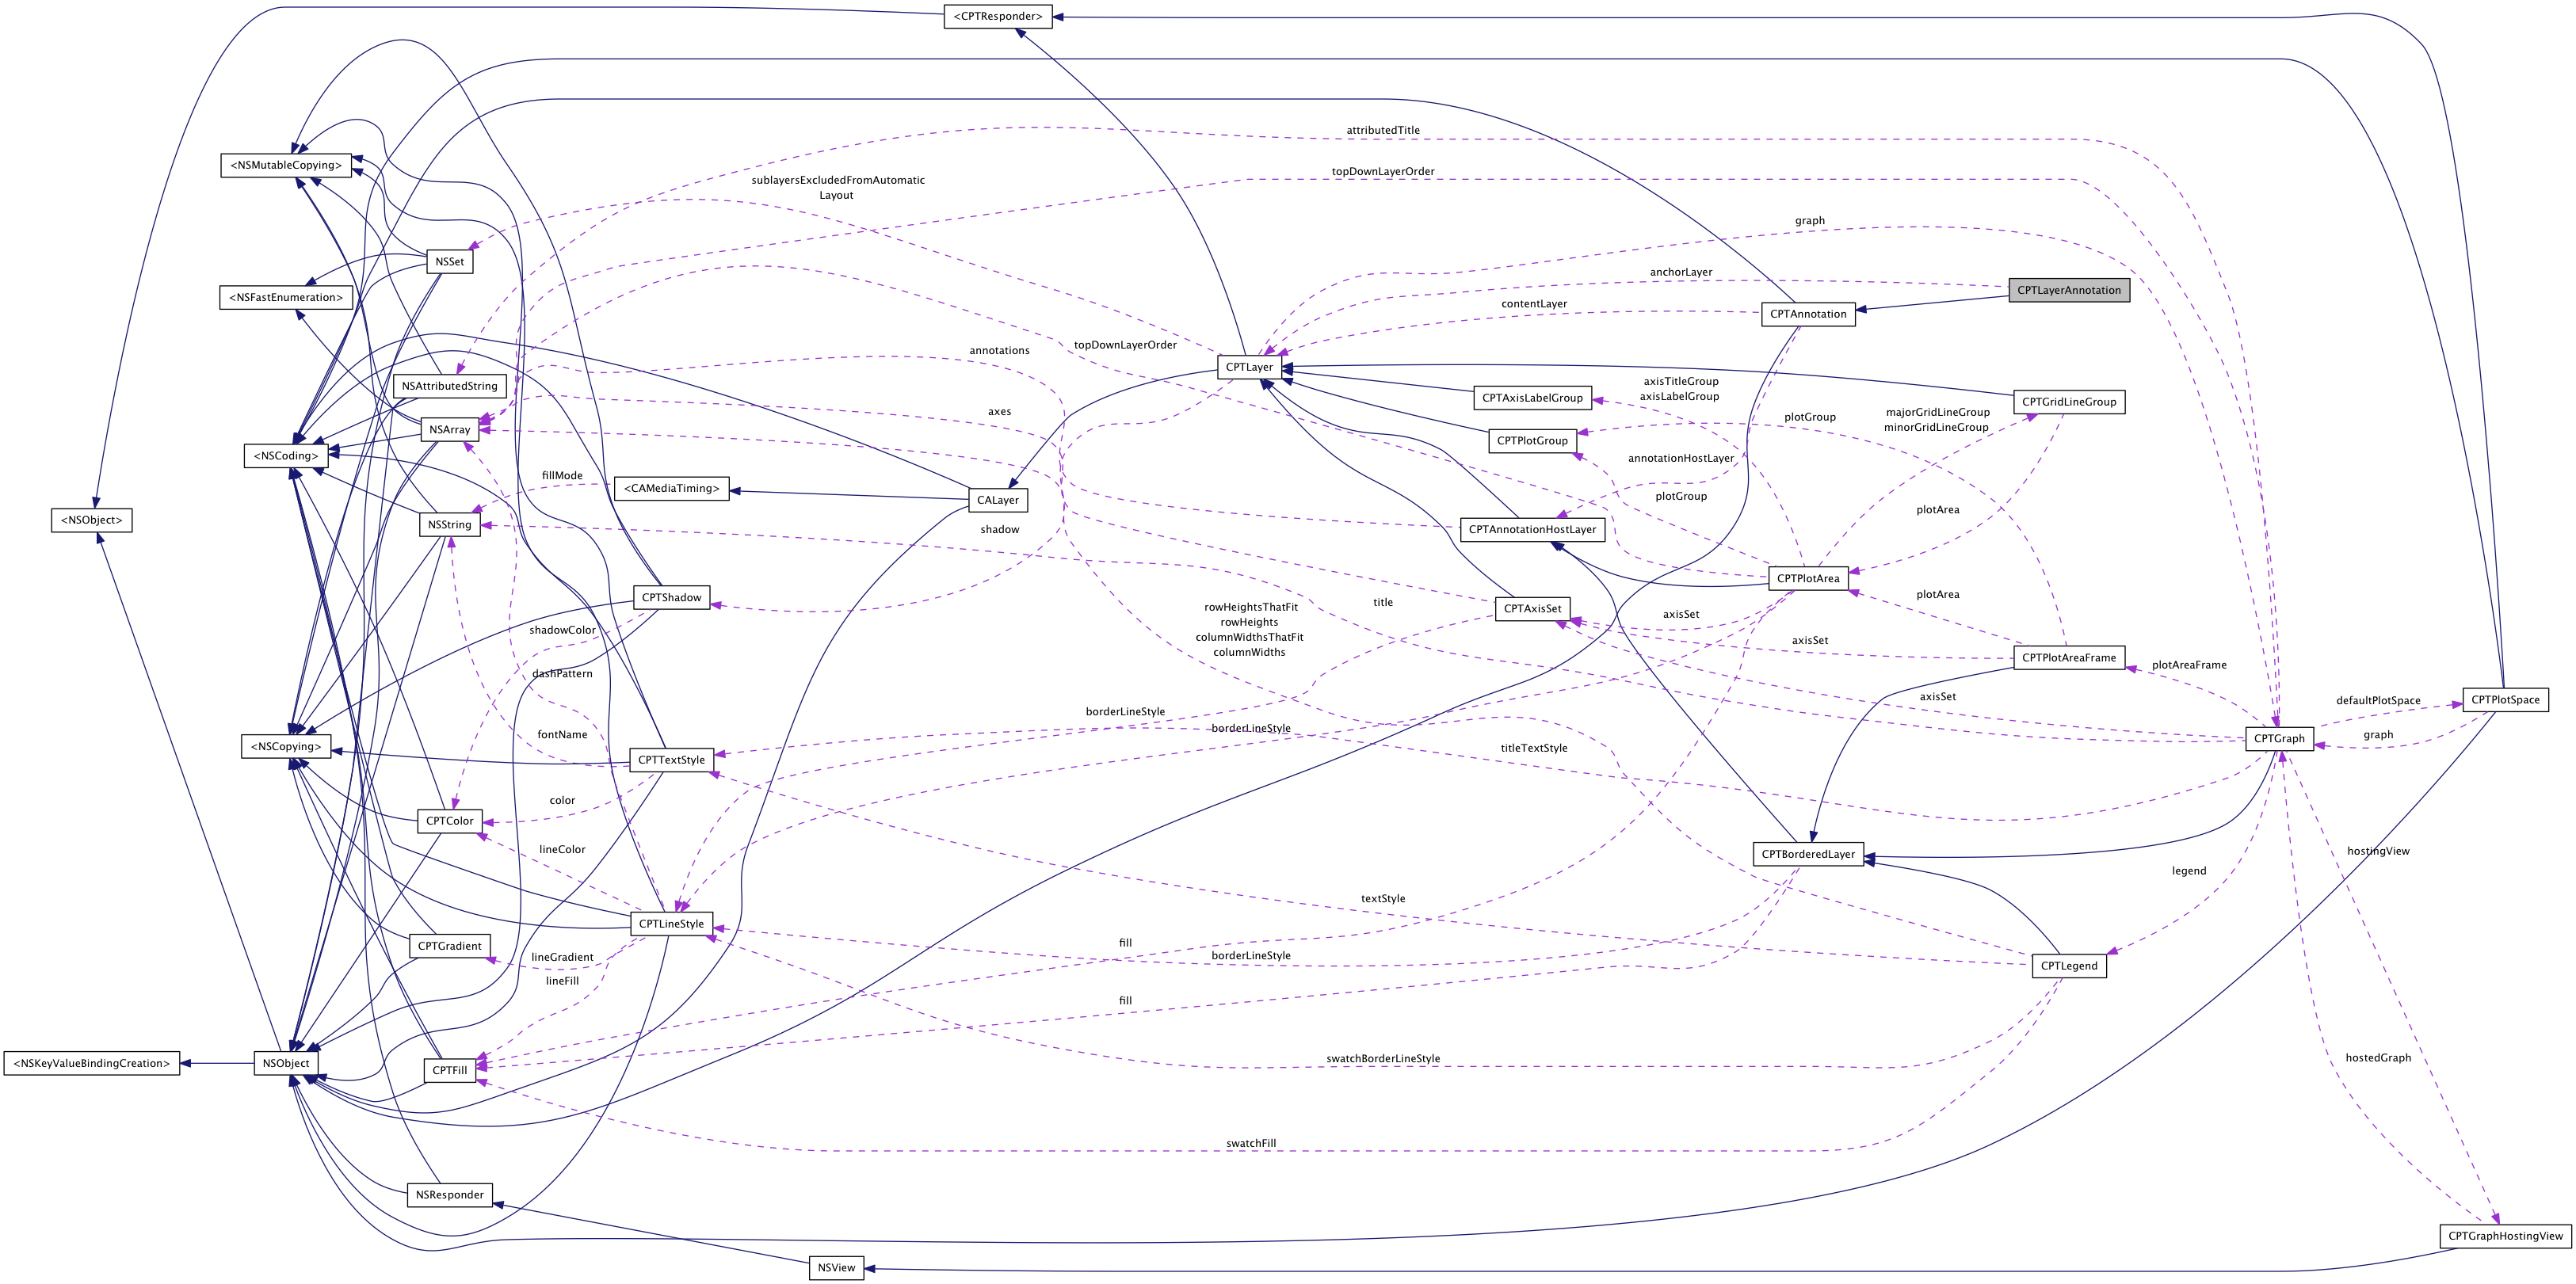 <CPTResponder>
attributedTitle
<NSMutableCopying>
topDownLayerOrder
sublayersExcludedFromAutomatic
Layout
graph
NSSet
anchorLayer
CPTLayerAnnotation
<NSFastEnumeration>
contentLayer
CPTAnnotation
annotations
topDownLayerOrder
CPTLayer
NSAttributedString
axisTitleGroup
axisLabelGroup
CPTAxisLabelGroup
CPTGridLineGroup
axes
majorGridLineGroup
minorGridLineGroup
plotGroup
NSArray
CPTPlotGroup
<NSCoding>
annotationHostLayer
fillMode
<CAMediaTiming>
CALayer
plotGroup
plotArea
<NSObject>
NSString
shadow
CPTAnnotationHostLayer
CPTPlotArea
CPTShadow
title
rowHeightsThatFit
rowHeights
columnWidthsThatFit
columnWidths
CPTAxisSet
axisSet
plotArea
shadowColor
axisSet
CPTPlotAreaFrame
plotAreaFrame
dashPattern
axisSet
defaultPlotSpace
CPTPlotSpace
borderLineStyle
borderLineStyle
fontName
graph
<NSCopying>
CPTTextStyle
titleTextStyle
CPTGraph
color
CPTColor
lineColor
CPTBorderedLayer
hostingView
legend
textStyle
CPTLineStyle
CPTGradient
fill
lineGradient
borderLineStyle
CPTLegend
lineFill
fill
<NSKeyValueBindingCreation>
NSObject
CPTFill
swatchBorderLineStyle
hostedGraph
swatchFill
NSResponder
CPTGraphHostingView
NSView